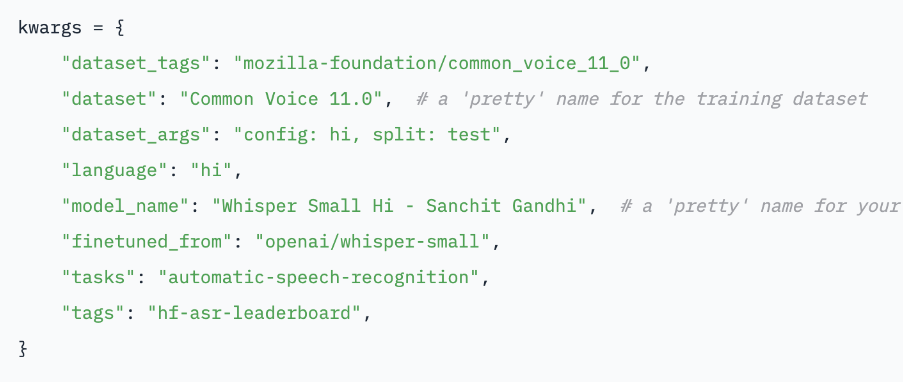 kwargs = {
    "dataset_tags": "mozilla-foundation/common_voice_11_0",
    "dataset": "Common Voice 11.0",  # a 'pretty' name for the training dataset
    "dataset_args": "config: hi, split: test",
    "language": "hi",
    "model_name": "Whisper Small Hi - Sanchit Gandhi",  # a 'pretty' name for your
    "finetuned_from": "openai/whisper-small",
    "tasks": "automatic-speech-recognition",
    "tags": "hf-asr-leaderboard",
}